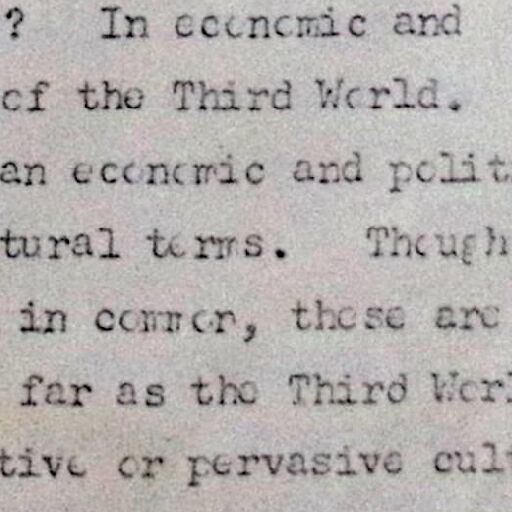 ? In economic and
of the Third World.
an economic and polit
tural terms. Though
in common, these are
far as the Third Worl
tive or pervasive cult